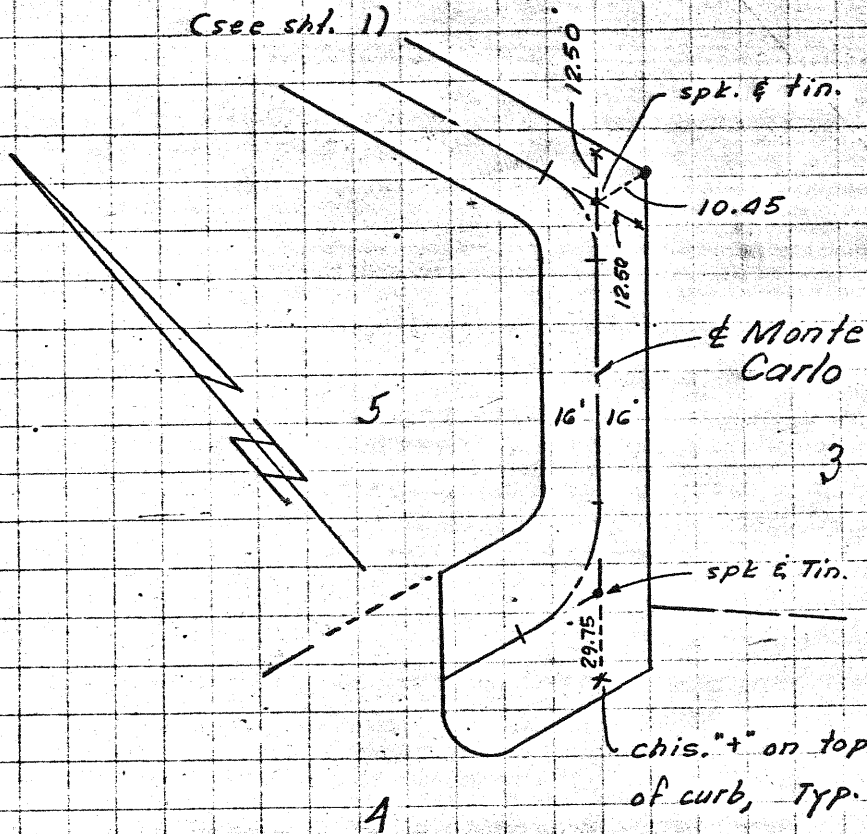 (see sht. 1)
12.50'
spk. & tin.
10.45
12.50
℄ Monte
Carlo
5
16' 16'
3
spk & Tin.
29.75'
chis. "+" on top
of curb, Typ.
4